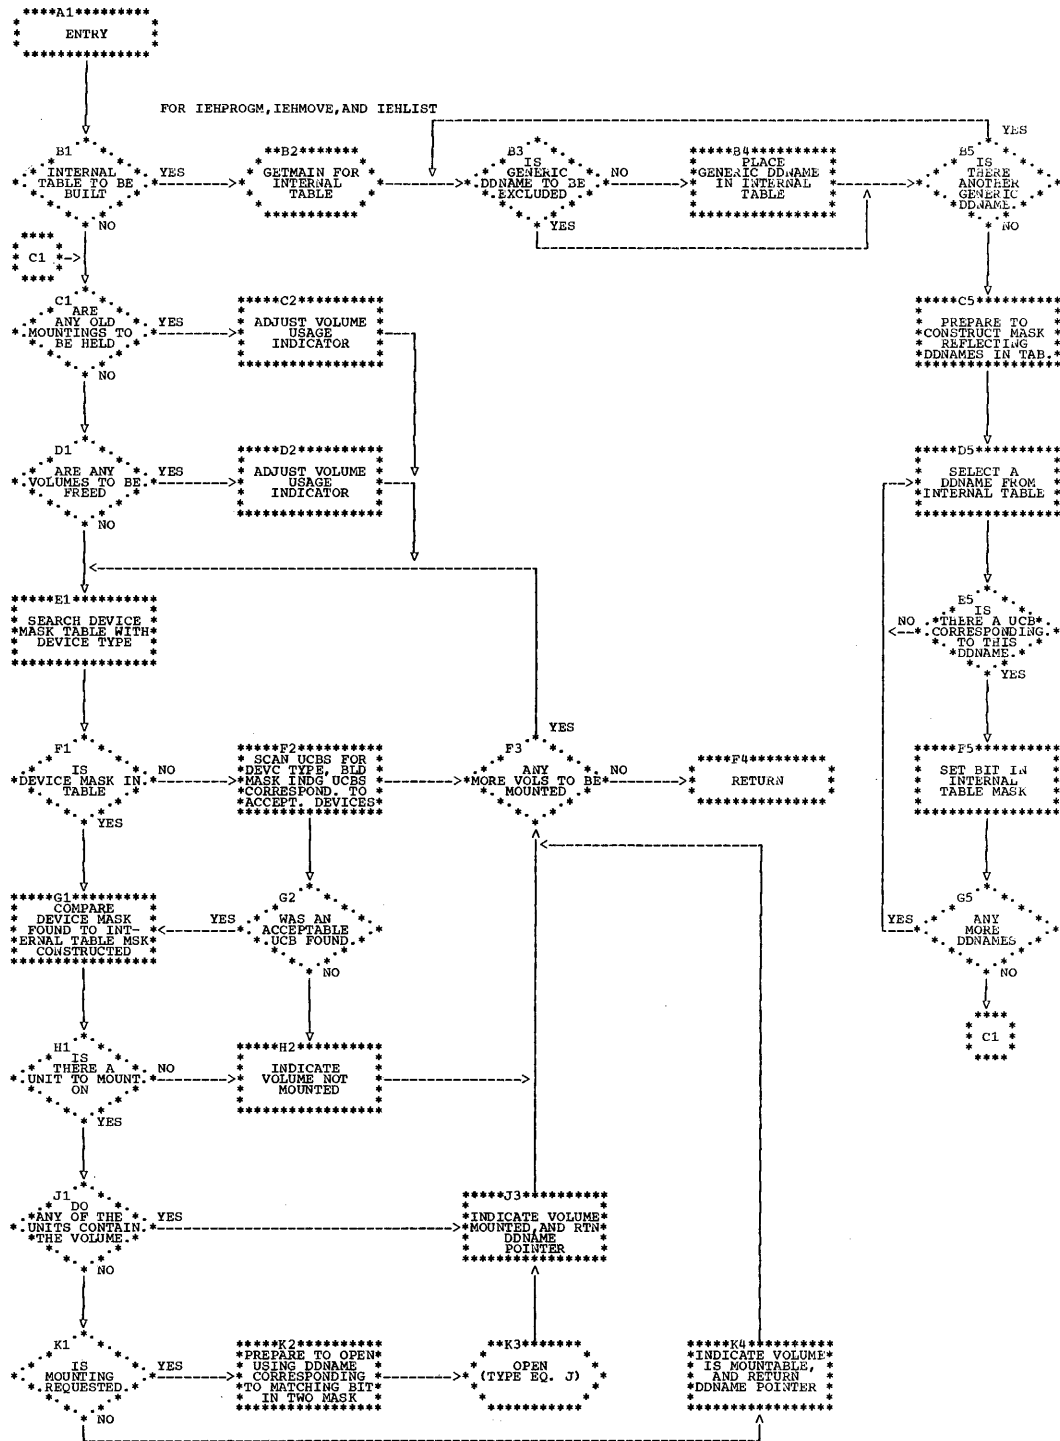 A1
ENTRY
FOR IEHPROGM,IEHMOVE,AND IEHLIST
YES
B1
INTERNAL
TABLE TO BE
BUILT
YES
NO
B2
GETMAIN FOR
INTERNAL
TABLE
B3
IS
GENERIC
DDNAME TO BE
EXCLUDED
NO
YES
B4
PLACE
GENERIC DDNAME
IN INTERNAL
TABLE
B5
IS
THERE
ANOTHER
GENERIC
DDNAME.
NO
C1
C1
ARE
ANY OLD
MOUNTINGS TO
BE HELD
YES
NO
C2
ADJUST VOLUME
USAGE
INDICATOR
C5
PREPARE TO
CONSTRUCT MASK
REFLECTING
DDNAMES IN TAB.
D1
ARE ANY
VOLUMES TO BE
FREED
YES
NO
D2
ADJUST VOLUME
USAGE
INDICATOR
D5
SELECT A
DDNAME FROM
INTERNAL TABLE
E1
SEARCH DEVICE
MASK TABLE WITH
DEVICE TYPE
E5
IS
THERE A UCB
CORRESPONDING
TO THIS
DDNAME.
NO
YES
F1
IS
DEVICE MASK IN
TABLE
NO
YES
F2
SCAN UCBS FOR
DEVC TYPE, BLD
MASK INDG UCBS
CORRESPOND. TO
ACCEPT. DEVICES
YES
F3
ANY
MORE VOLS TO BE
MOUNTED
NO
F4
RETURN
F5
SET BIT IN
INTERNAL
TABLE MASK
G1
COMPARE
DEVICE MASK
FOUND TO INT-
ERNAL TABLE MSK
CONSTRUCTED
YES
G2
WAS AN
ACCEPTABLE
UCB FOUND
NO
YES
G5
ANY
MORE
DDNAMES
NO
C1
H1
IS
THERE A
UNIT TO MOUNT
ON
NO
YES
H2
INDICATE
VOLUME NOT
MOUNTED
J1
DO
ANY OF THE
UNITS CONTAIN
THE VOLUME.
YES
NO
J3
INDICATE VOLUME
MOUNTED,AND RTN
DDNAME
POINTER
K1
IS
MOUNTING
REQUESTED
YES
NO
K2
PREPARE TO OPEN
USING DDNAME
CORRESPONDING
TO MATCHING BIT
IN TWO MASK
K3
OPEN
(TYPE EQ. J)
K4
INDICATE VOLUME
IS MOUNTABLE,
AND RETURN
DDNAME POINTER